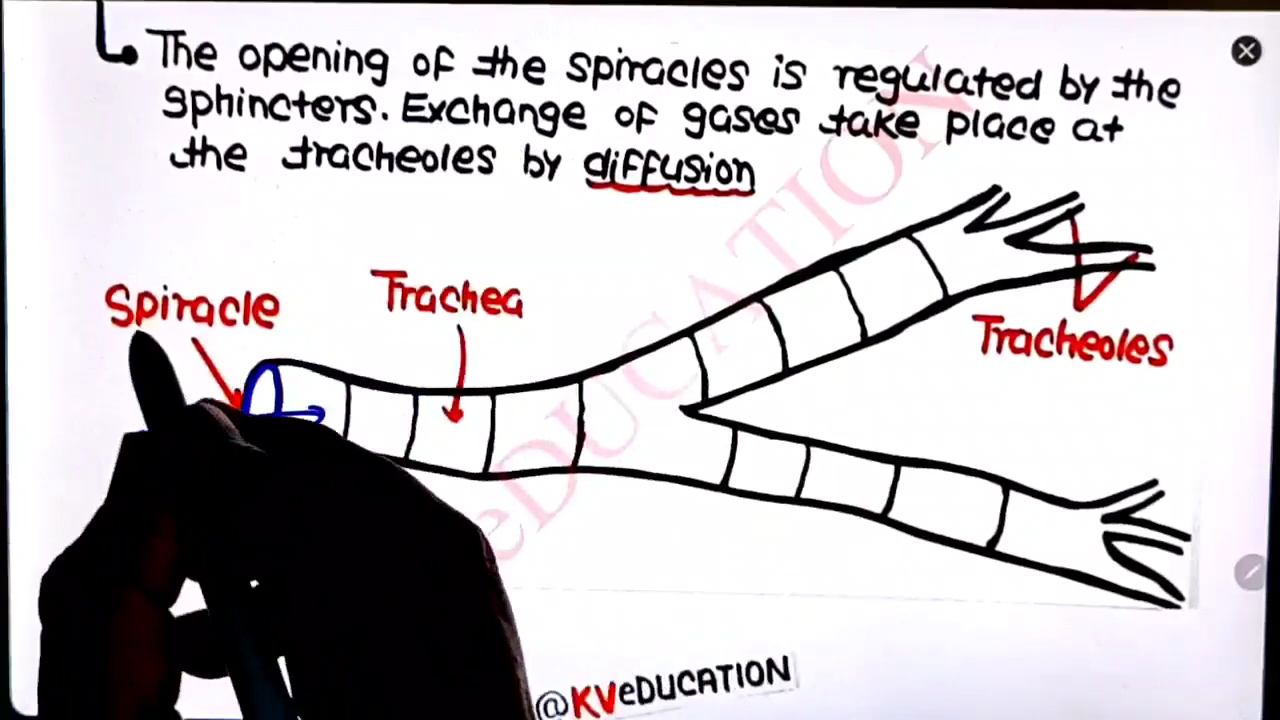 The opening of the spiracles is regulated by the
sphincters. Exchange of gases take place at
the tracheoles by diffusion
Spiracle
Trachea
Tracheoles
eDUCATION
@KVeDUCATION